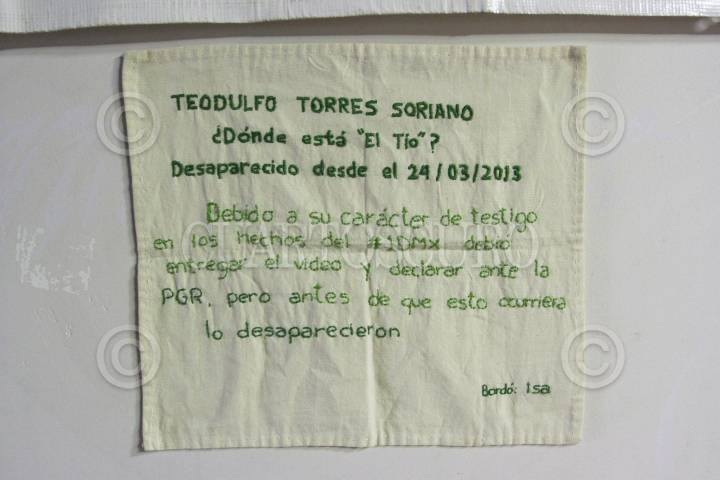 TEODULFO TORRES SORIANO
¿Dónde está "El Tío"?
Desaparecido desde el 24/03/2013
Debido a su carácter de testigo
en los hechos del #1DMX debió
entregar el video y declarar ante la
PGR, pero antes de que esto ocurriera
lo desaparecieron
Bordó: Isa